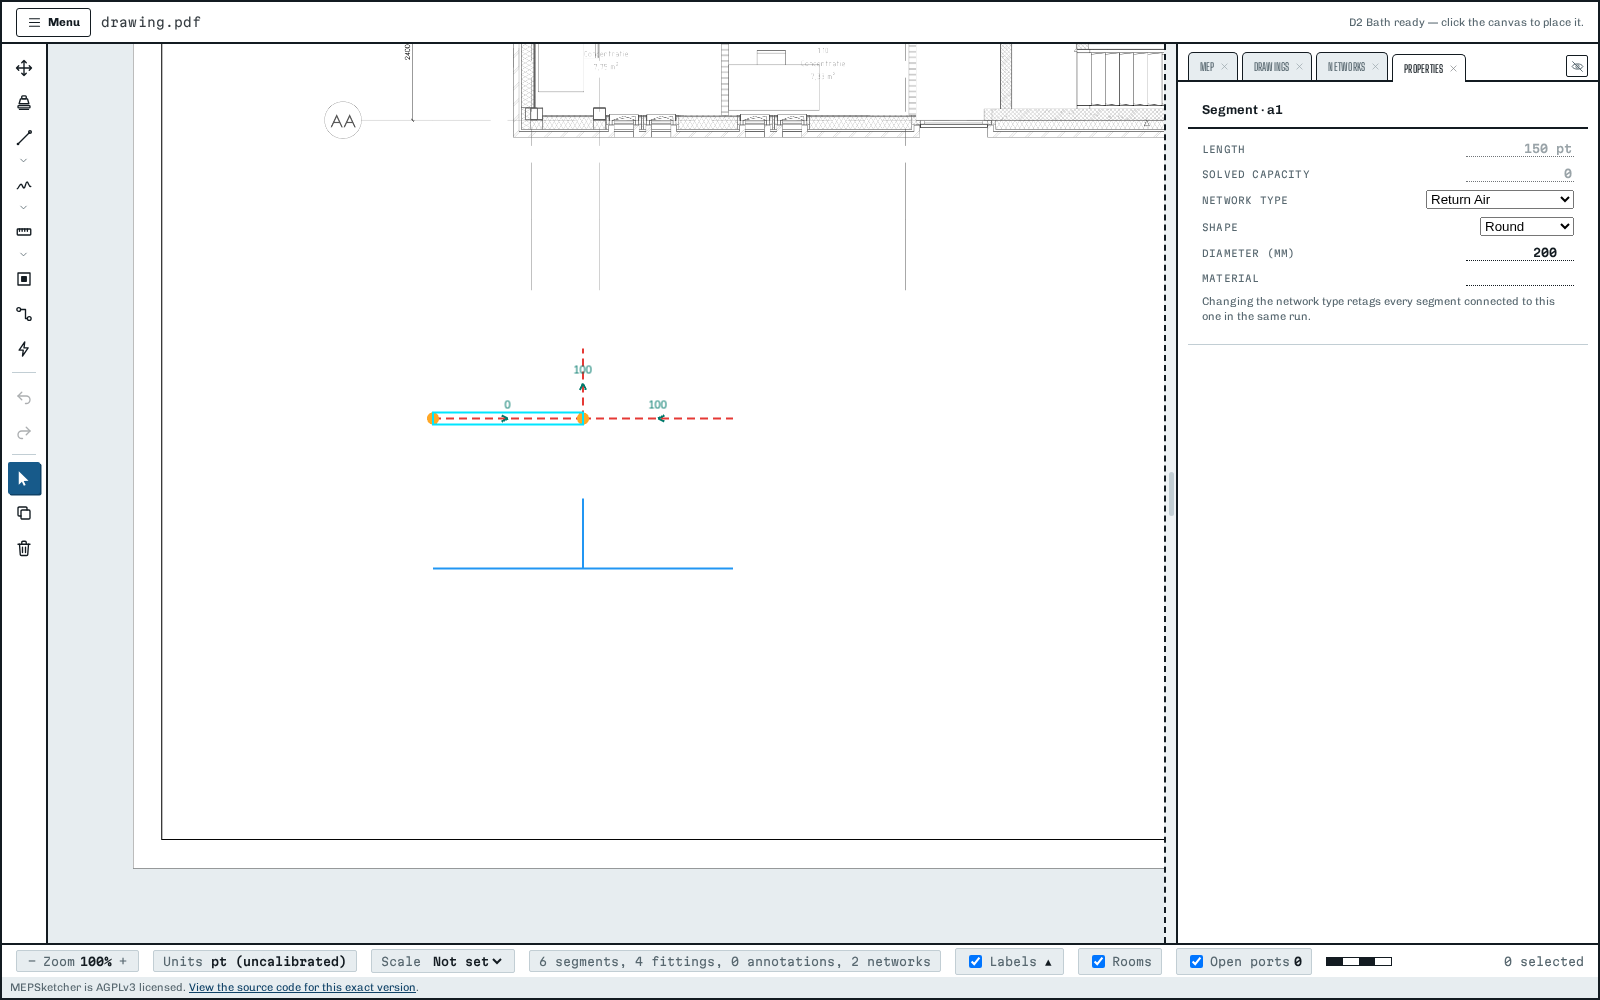 Menu drawing.pdf D2 Bath ready — click the canvas to place it.
MEP DRAWINGS NETWORKS PROPERTIES
2400
Concentratie
7.33 m²
AA
Segment · a1
LENGTH 150 pt
SOLVED CAPACITY 0
NETWORK TYPE Return Air
SHAPE Round
DIAMETER (MM) 200
MATERIAL
Changing the network type retags every segment connected to this
one in the same run.
100
0 100
− Zoom 100% + Units pt (uncalibrated) Scale Not set 6 segments, 4 fittings, 0 annotations, 2 networks Labels ▲ Rooms Open ports 0 0 selected
MEPSketcher is AGPLv3 licensed. View the source code for this exact version.